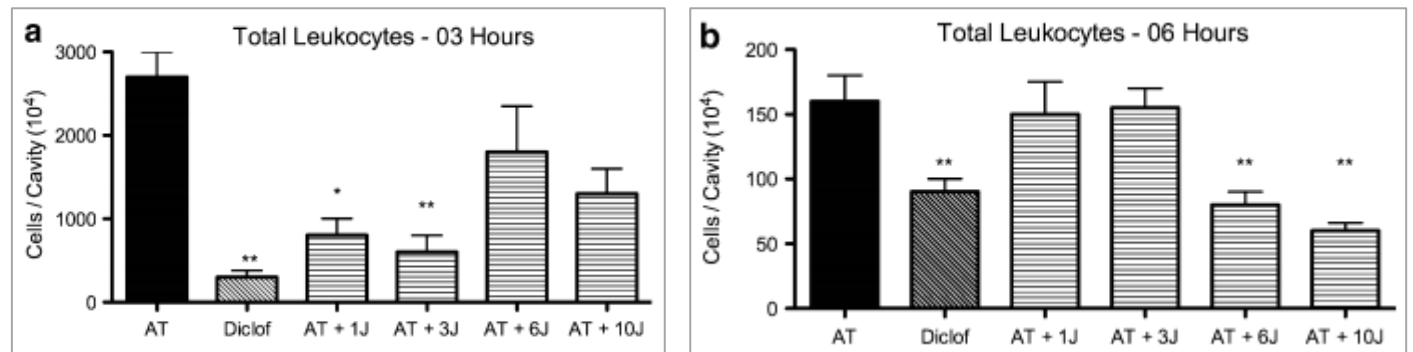 a
Total Leukocytes - 03 Hours
Cells / Cavity (10⁴)
3000
2000
1000
0
**
*
**
AT
Diclof
AT + 1J
AT + 3J
AT + 6J
AT + 10J
b
Total Leukocytes - 06 Hours
Cells / Cavity (10⁴)
200
150
100
50
0
**
**
**
AT
Diclof
AT + 1J
AT + 3J
AT + 6J
AT + 10J